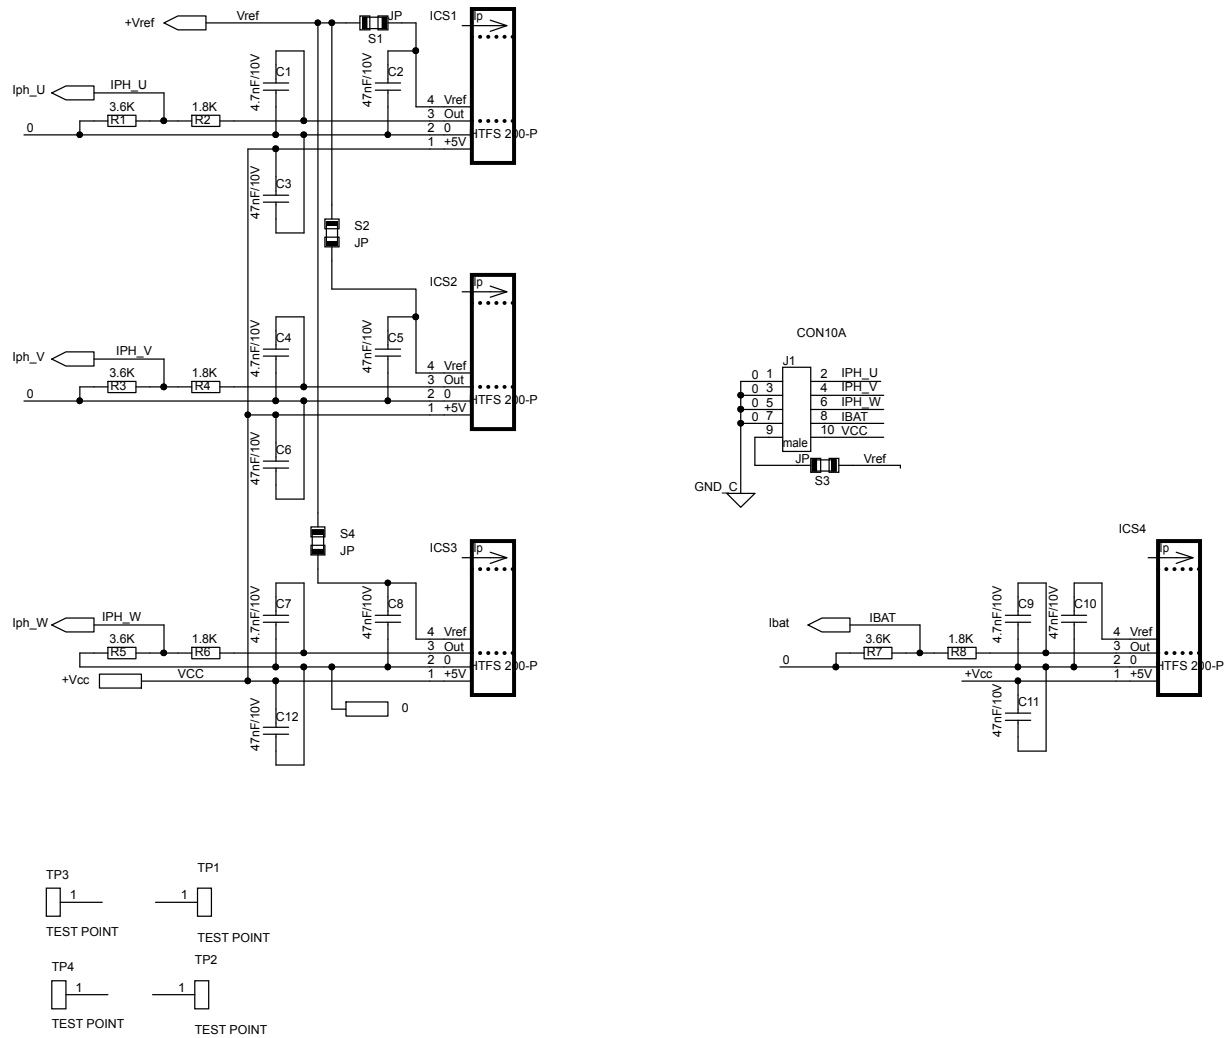 +Vref Vref JP ICS1 Ip
S1
C1 4.7nF/10V C2 47nF/10V
Iph_U IPH_U
3.6K 1.8K 4 Vref
R1 R2 3 Out
0 2 0 HTFS 200-P
1 +5V
C3 47nF/10V
S2
JP
ICS2 Ip
C4 4.7nF/10V C5 47nF/10V
Iph_V IPH_V
3.6K 1.8K 4 Vref
R3 R4 3 Out
0 2 0 HTFS 200-P
1 +5V
C6 47nF/10V
S4
JP
ICS3 Ip
C7 4.7nF/10V C8 47nF/10V
Iph_W IPH_W
3.6K 1.8K 4 Vref
R5 R6 3 Out
2 0 HTFS 200-P
+Vcc VCC 1 +5V
C12 47nF/10V 0
CON10A
J1
0 1 2 IPH_U
0 3 4 IPH_V
0 5 6 IPH_W
0 7 8 IBAT
9 10 VCC
male
JP Vref
S3
GND_C
ICS4
Ip
C9 4.7nF/10V C10 47nF/10V
Ibat IBAT
3.6K 1.8K 4 Vref
R7 R8 3 Out
0 2 0 HTFS 200-P
+Vcc 1 +5V
C11 47nF/10V
TP3 TP1
1 1
TEST POINT TEST POINT
TP4 TP2
1 1
TEST POINT TEST POINT